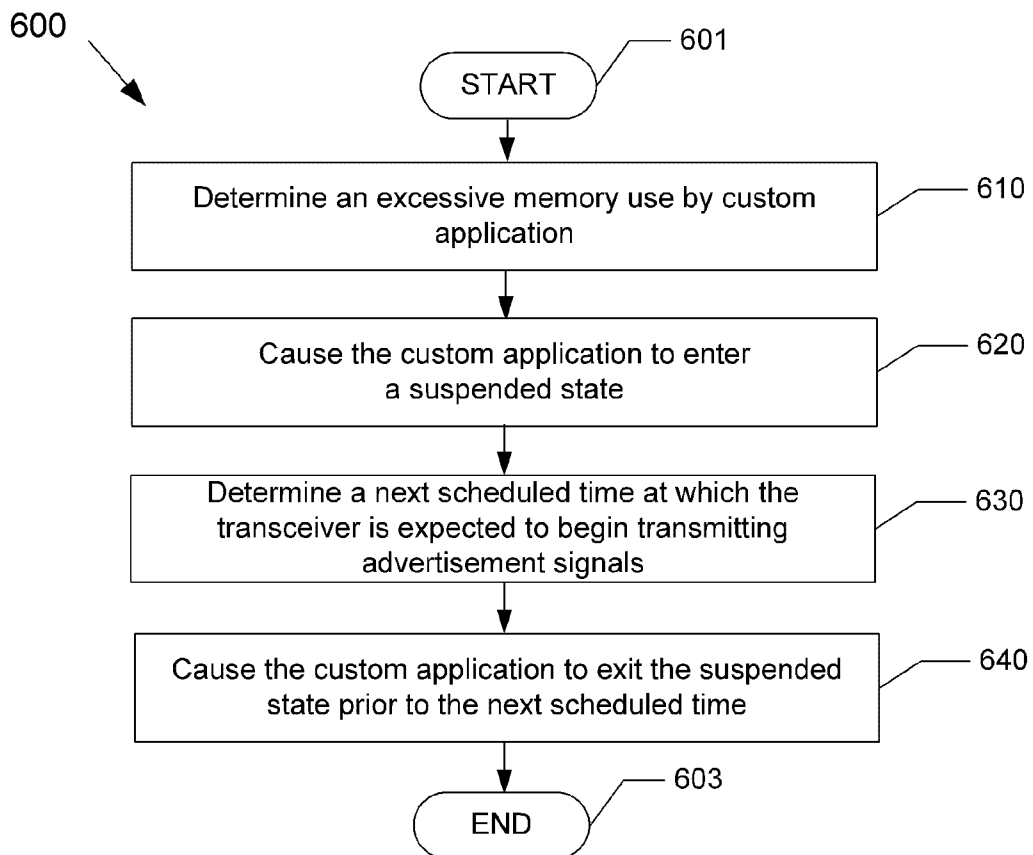 600
601
START
Determine an excessive memory use by custom
application
610
Cause the custom application to enter
a suspended state
620
Determine a next scheduled time at which the
transceiver is expected to begin transmitting
advertisement signals
630
Cause the custom application to exit the suspended
state prior to the next scheduled time
640
603
END